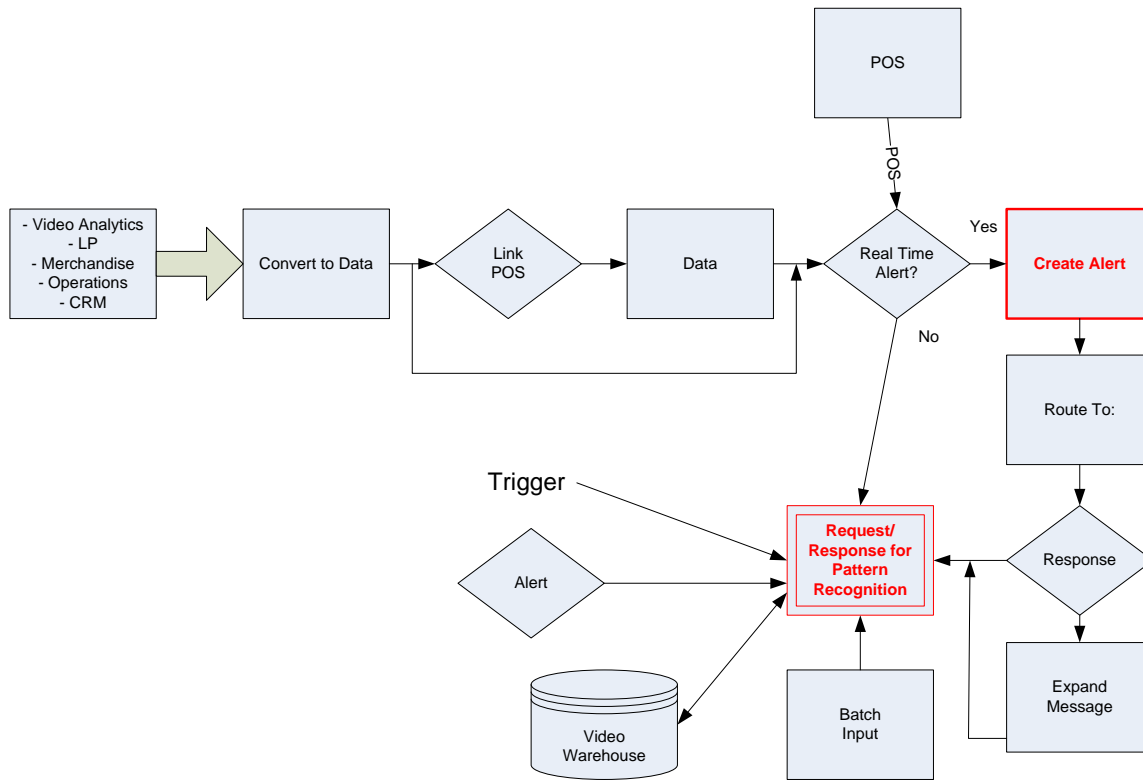 POS
POS
- Video Analytics
- LP
- Merchandise
- Operations
- CRM
Convert to Data
Link
POS
Data
Real Time
Alert?
Yes
Create Alert
No
Route To:
Trigger
Request/
Response for
Pattern
Recognition
Response
Alert
Expand
Message
Batch
Input
Video
Warehouse